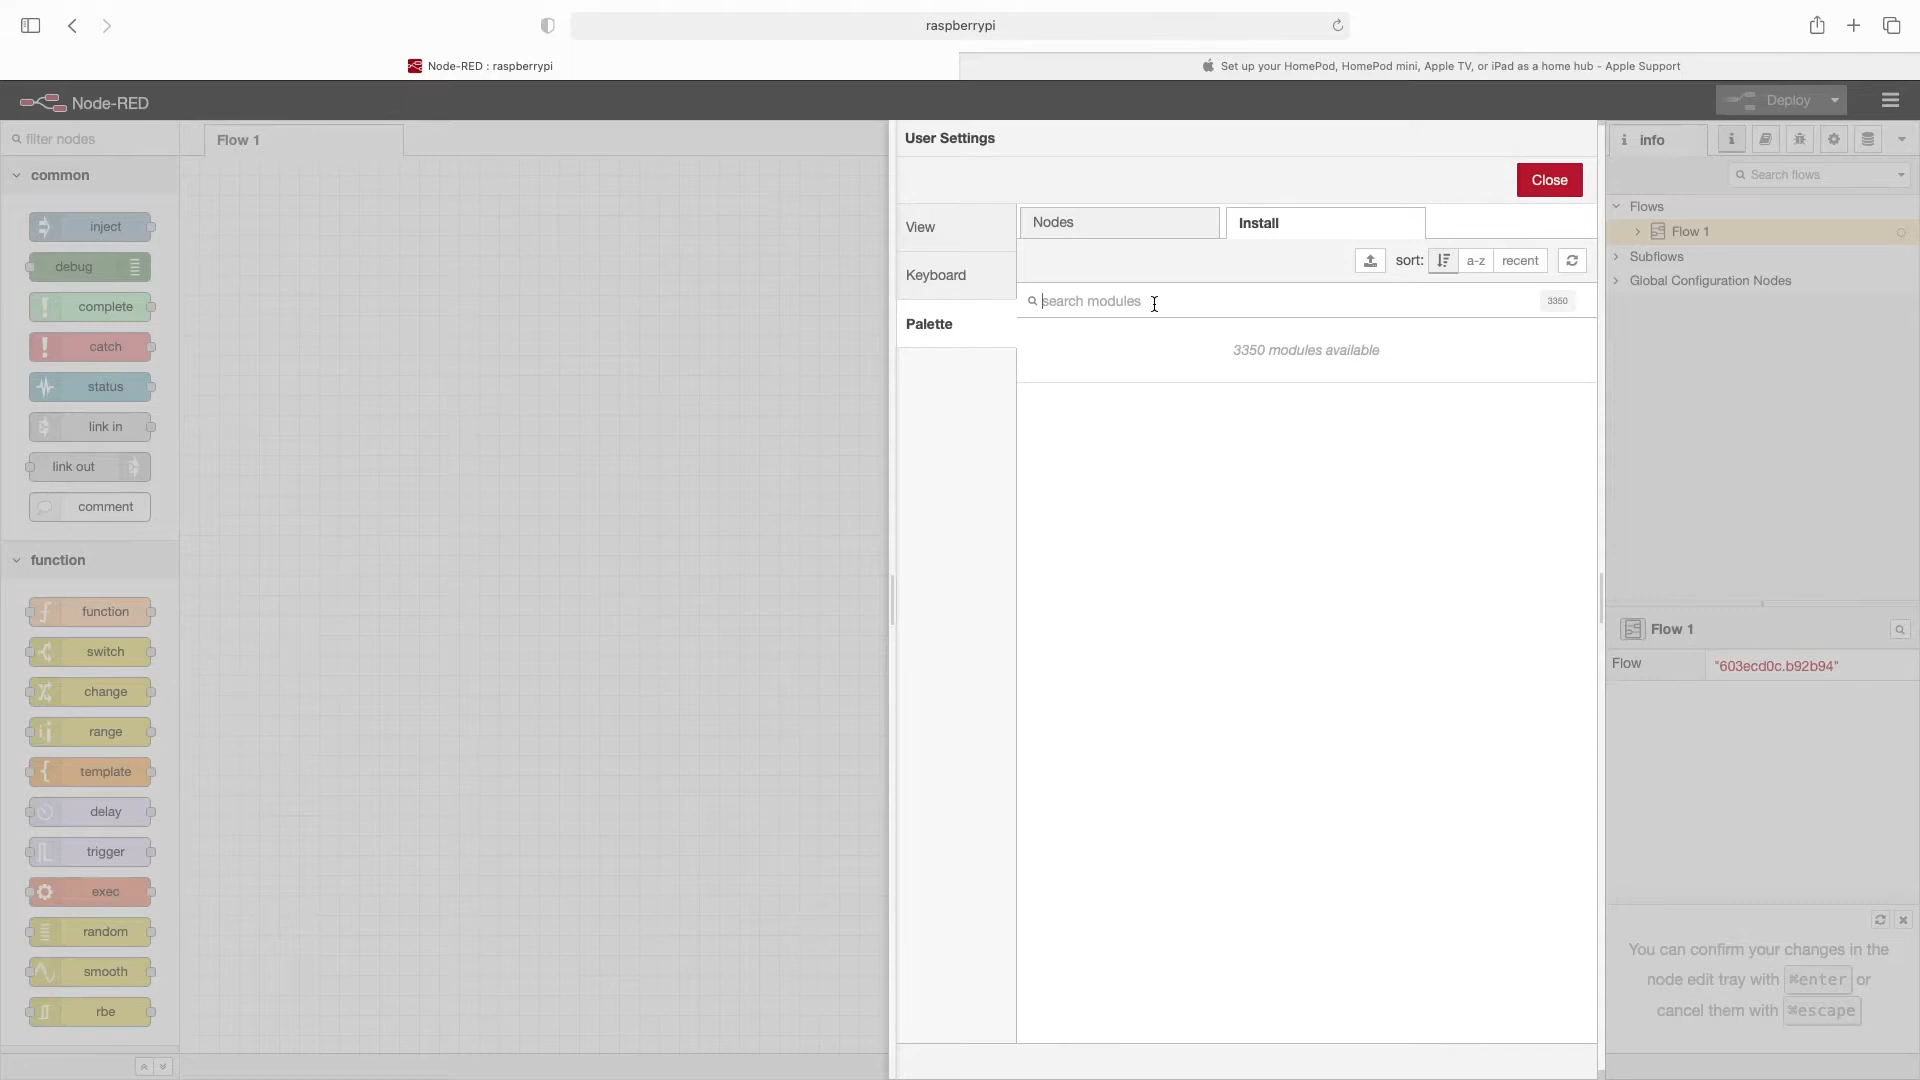 raspberrypi
Node-RED : raspberrypi
Set up your HomePod, HomePod mini, Apple TV, or iPad as a home hub - Apple Support
Node-RED
Deploy
filter nodes
Flow 1
common
inject
debug
complete
catch
status
link in
link out
comment
function
function
switch
change
range
template
delay
trigger
exec
random
smooth
rbe
User Settings
Close
View
Keyboard
Palette
Nodes
Install
sort:
a-z
recent
search modules
3350
3350 modules available
i info
i
Search flows
Flows
Flow 1
Subflows
Global Configuration Nodes
Flow 1
Flow
"603ecd0c.b92b94"
You can confirm your changes in the
node edit tray with ⌘enter or
cancel them with ⌘escape